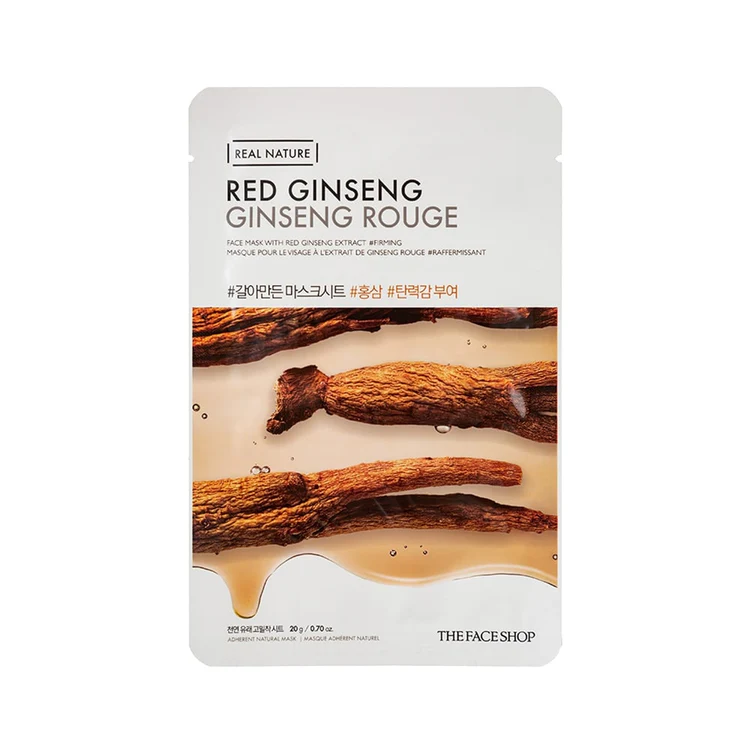 REAL NATURE
RED GINSENG
GINSENG ROUGE
FACE MASK WITH RED GINSENG EXTRACT #FIRMING
MASQUE POUR LE VISAGE À L'EXTRAIT DE GINSENG ROUGE #RAFFERMISSANT
#갈아만든 마스크시트 #홍삼 #탄력감 부여
천연 유래 고밀착 시트 20 g / 0.70 oz.
ADHERENT NATURAL MASK | MASQUE ADHÉRENT NATUREL
THE FACE SHOP